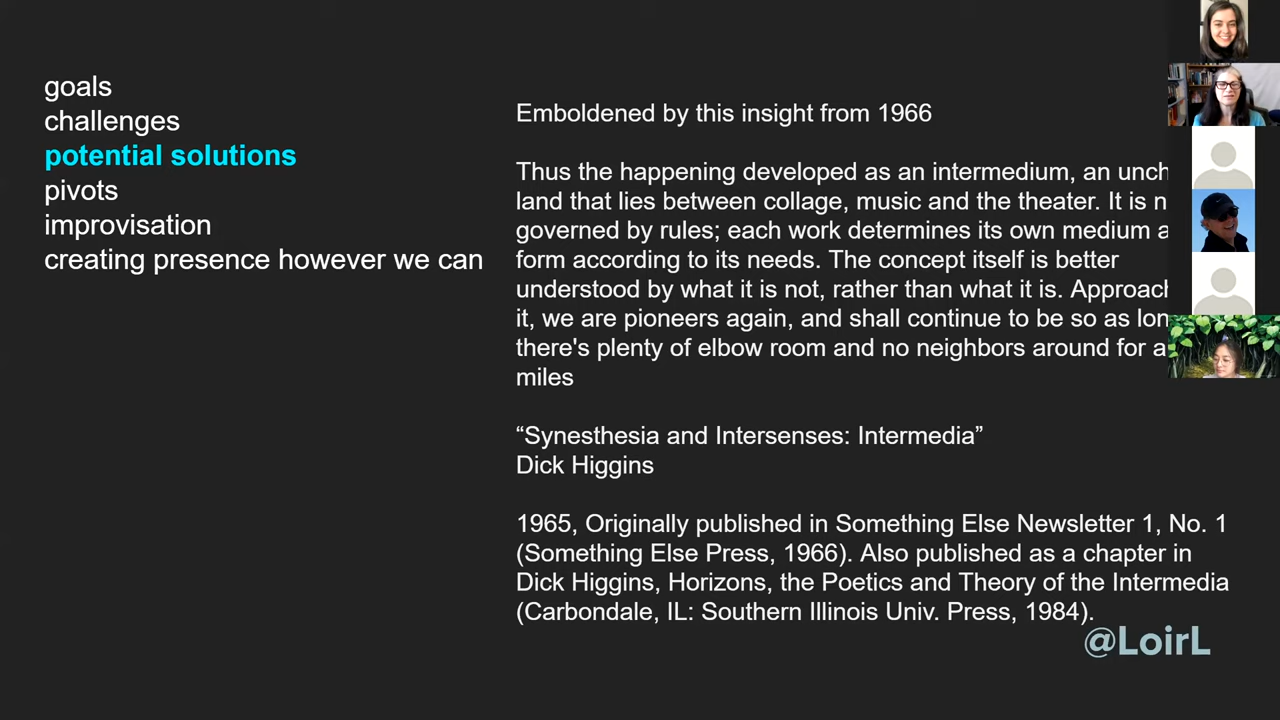 goals
challenges
potential solutions
pivots
improvisation
creating presence however we can
Emboldened by this insight from 1966
Thus the happening developed as an intermedium, an
land that lies between collage, music and the theater. It is
governed by rules; each work determines its own medium
form according to its needs. The concept itself is better
understood by what it is not, rather than what it is.
it, we are pioneers again, and shall continue to be so as
there's plenty of elbow room and no neighbors around for a
miles
“Synesthesia and Intersenses: Intermedia”
Dick Higgins
1965, Originally published in Something Else Newsletter 1, No. 1
(Something Else Press, 1966). Also published as a chapter in
Dick Higgins, Horizons, the Poetics and Theory of the Intermedia
(Carbondale, IL: Southern Illinois Univ. Press, 1984).
@LoirL